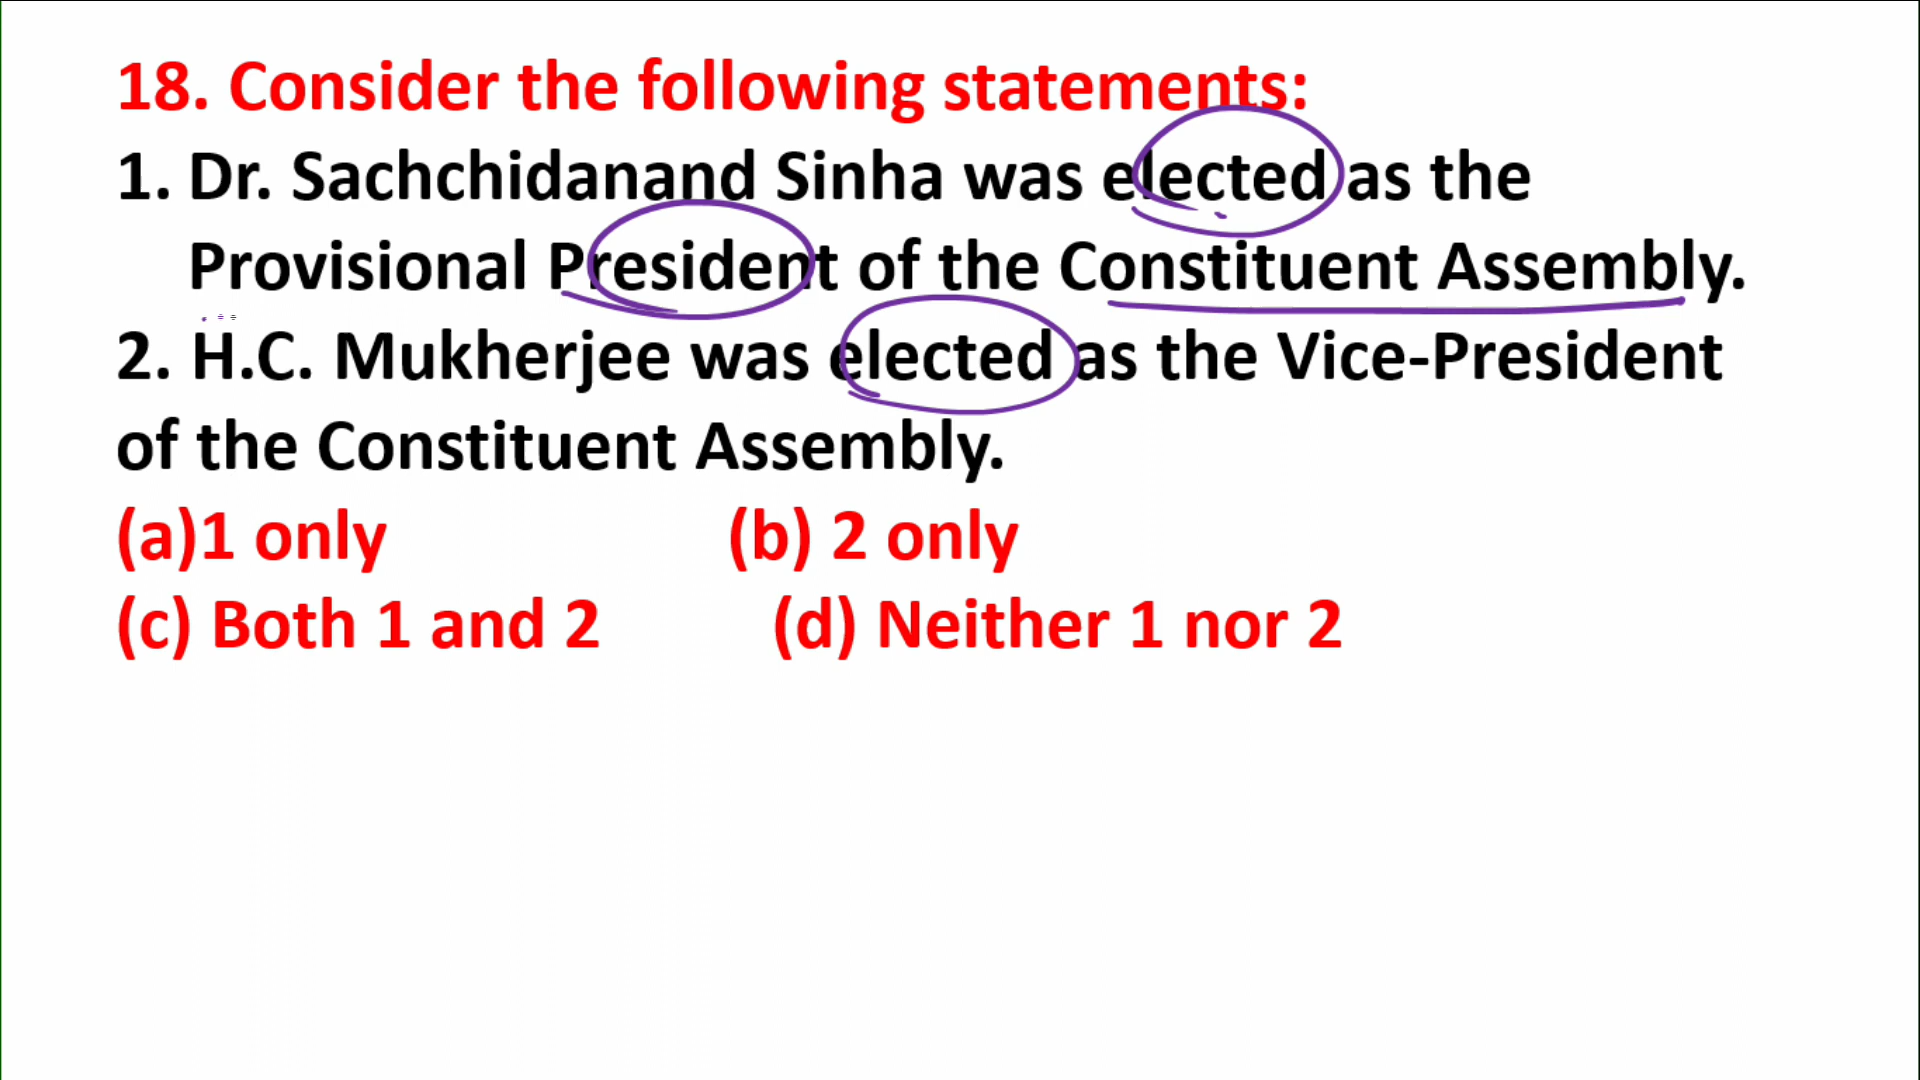 18. Consider the following statements:
1. Dr. Sachchidanand Sinha was elected as the
Provisional President of the Constituent Assembly.
2. H.C. Mukherjee was elected as the Vice-President
of the Constituent Assembly.
(a)1 only (b) 2 only
(c) Both 1 and 2 (d) Neither 1 nor 2